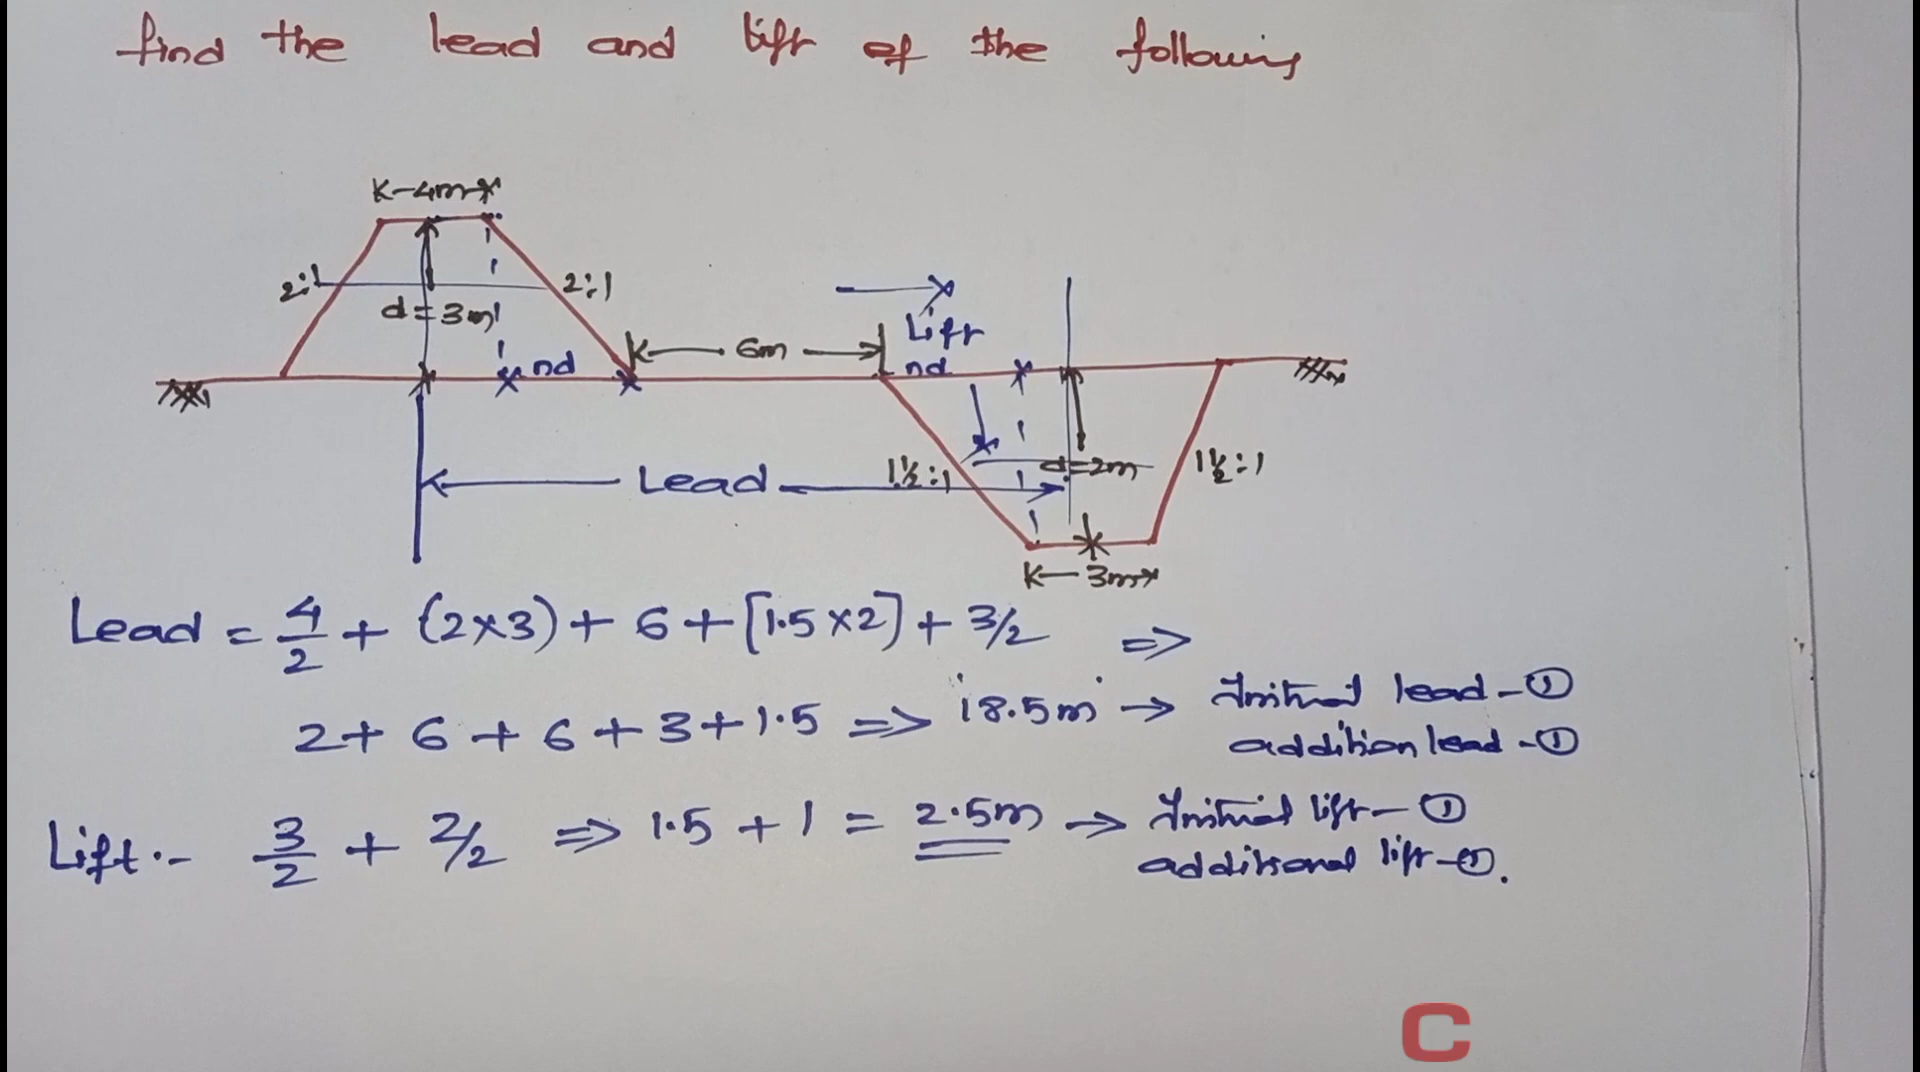 find the lead and lift of the following
K-4m-x
2:1
2:1
d=3m
nd
6m
Lift
nd
Lead
1½:1
d=2m
1½:1
K-3m-x
Lead = 4/2 + (2×3) + 6 + [1.5×2] + 3/2 ⇒
2 + 6 + 6 + 3 + 1.5 ⇒ 18.5m → Initial lead - ①
addition lead - ①
Lift :- 3/2 + 2/2 ⇒ 1.5 + 1 = 2.5m → Initial lift - ①
additional lift - ①.
C